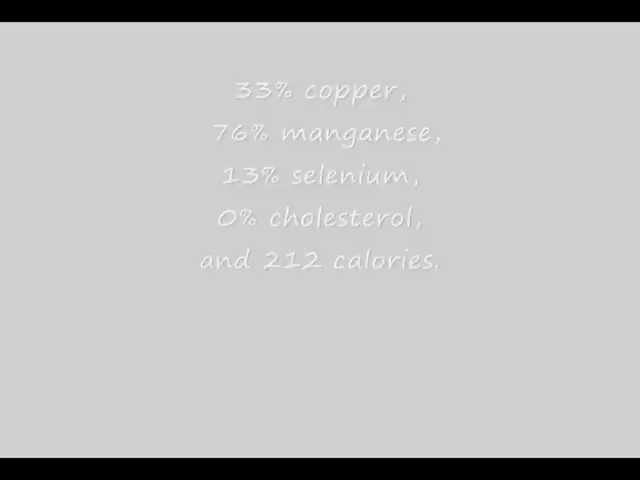 33% copper,
76% manganese,
13% selenium,
0% cholesterol,
and 212 calories.